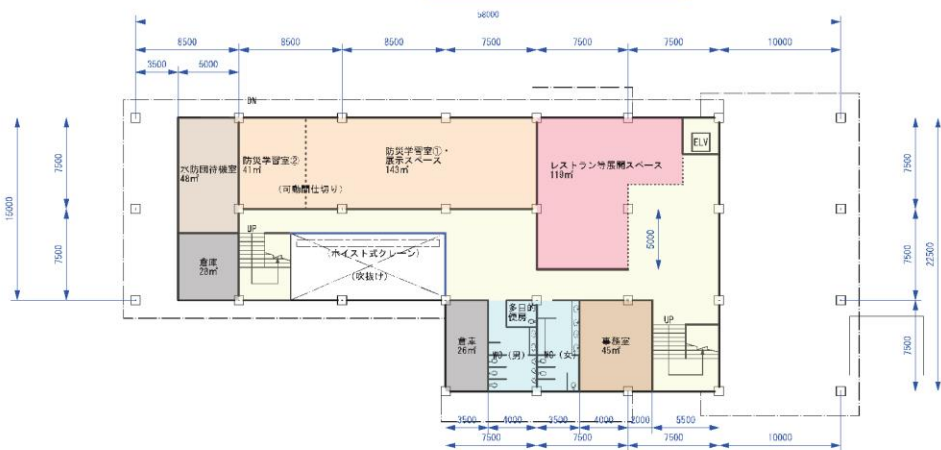 58000
8500 8500 8500 7500 7500 7500 10000
3500 5000
DN
ELV
水防団待機室
48㎡
防災学習室②
41㎡
(可動間仕切り)
防災学習室①・
展示スペース
143㎡
レストラン等展開スペース
119㎡
15000
7500
7500
5000
7500
7500
7500
22500
UP
倉庫
23㎡
(ホイスト式クレーン)
(吹抜け)
多目的
便房
倉庫
26㎡
WC (男)
WC (女)
事務室
45㎡
UP
3500 4000 3500 4000 2000 5500
7500 7500 7500 10000